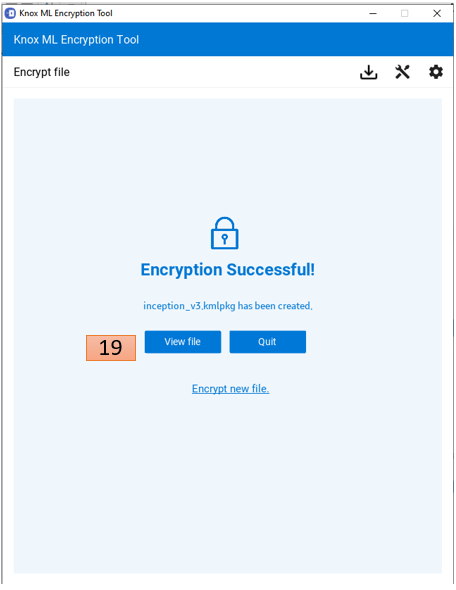 Knox ML Encryption Tool
Knox ML Encryption Tool
Encrypt file
Encryption Successful!
inception_v3.kmlpkg has been created.
19
View file
Quit
Encrypt new file.